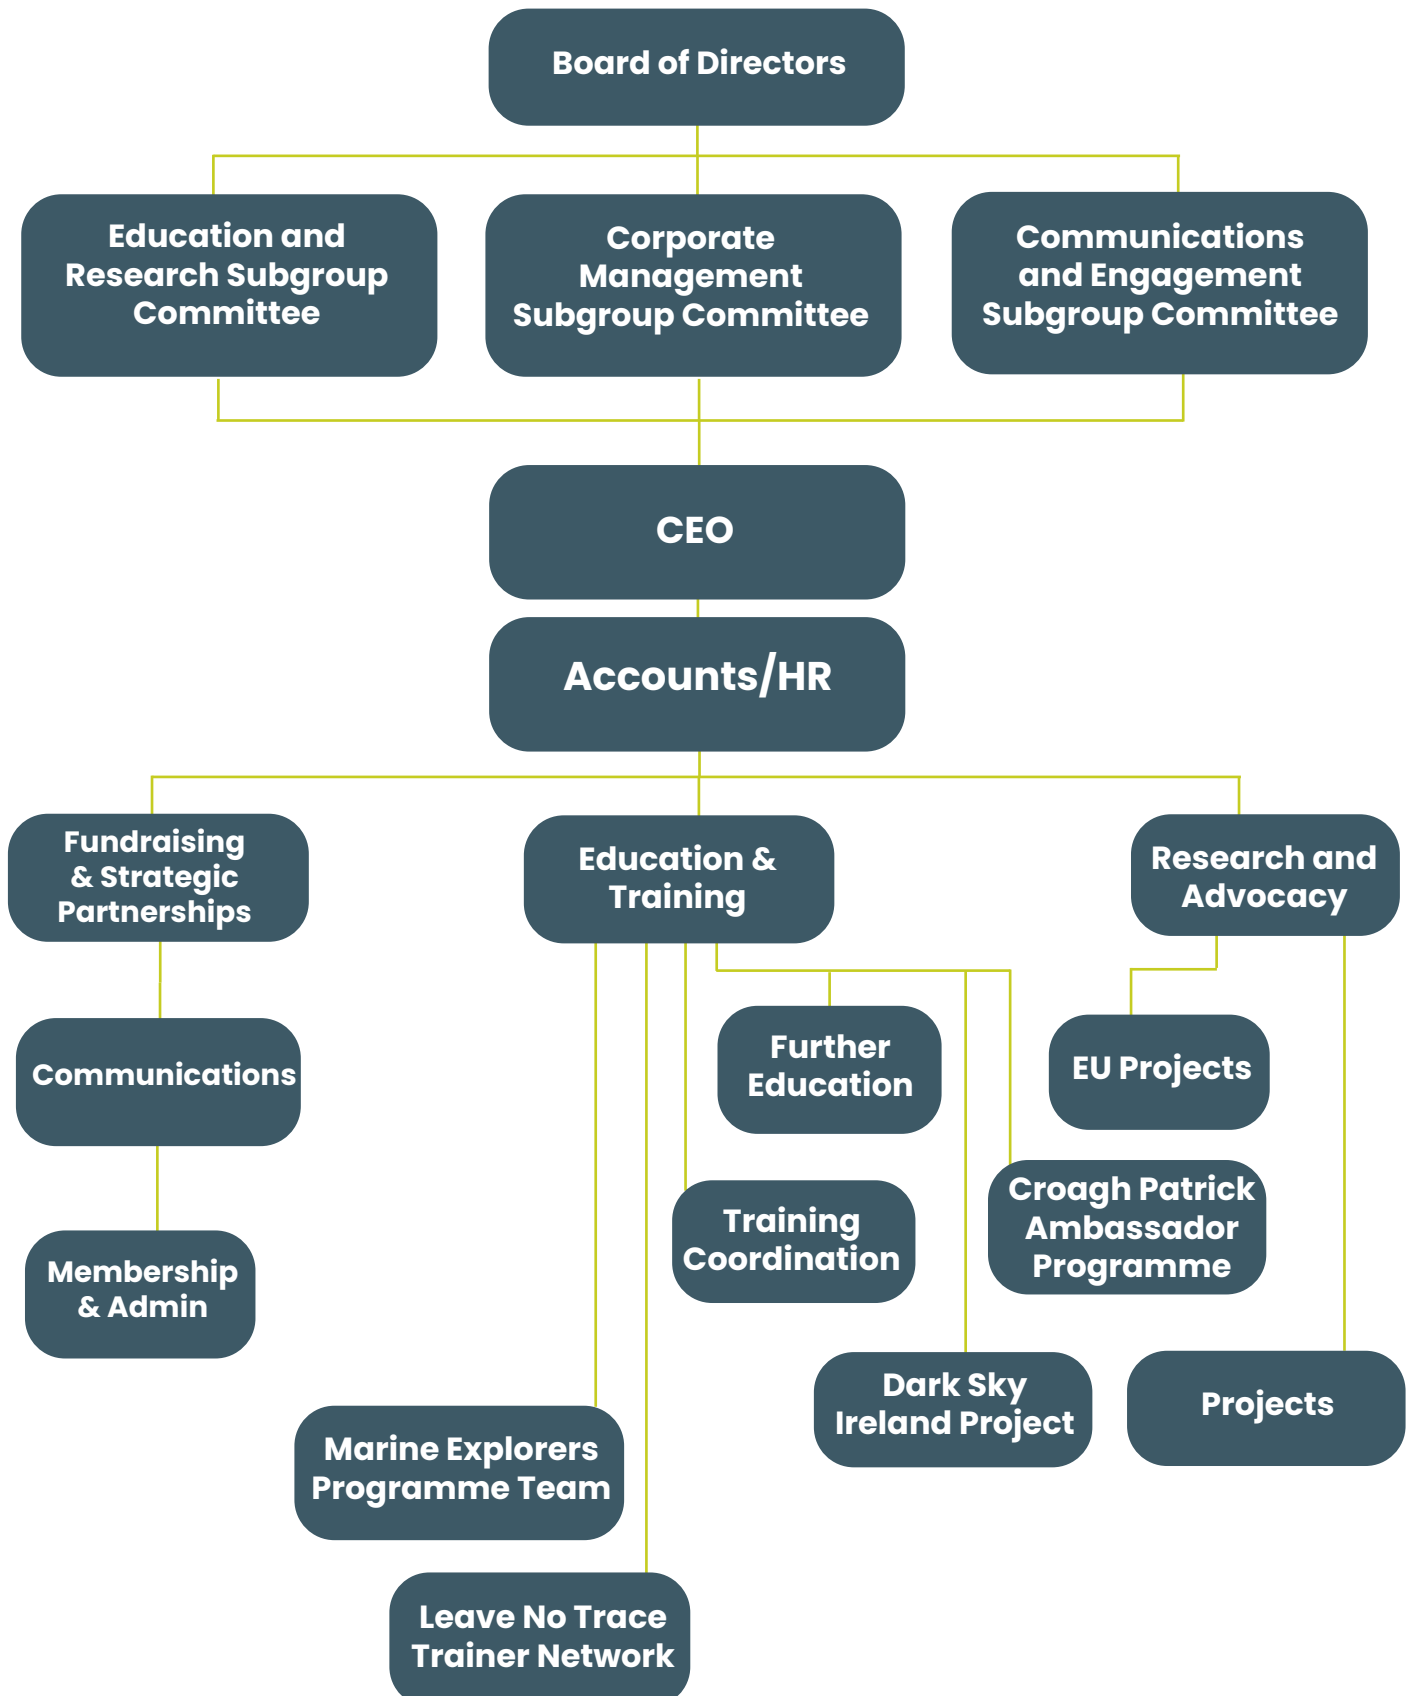 Board of Directors
Education and
Research Subgroup
Committee
Corporate
Management
Subgroup Committee
Communications
and Engagement
Subgroup Committee
CEO
Accounts/HR
Fundraising
& Strategic
Partnerships
Education &
Training
Research and
Advocacy
Communications
Further
Education
EU Projects
Training
Coordination
Croagh Patrick
Ambassador
Programme
Membership
& Admin
Dark Sky
Ireland Project
Projects
Marine Explorers
Programme Team
Leave No Trace
Trainer Network